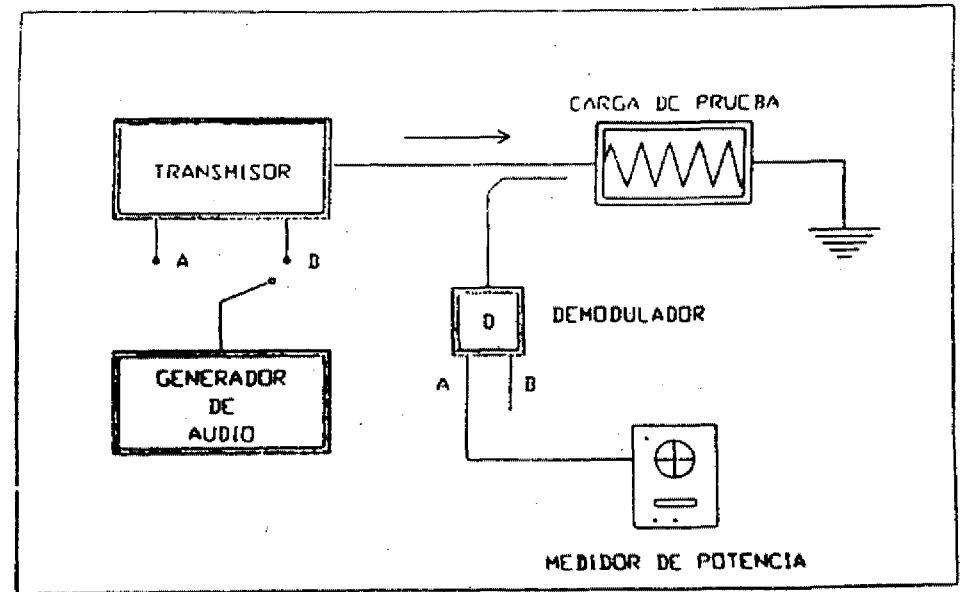 CARGA DE PRUEBA
TRANSMISOR
A
B
GENERADOR
DE
AUDIO
D
DEMODULADOR
A
B
MEDIDOR DE POTENCIA